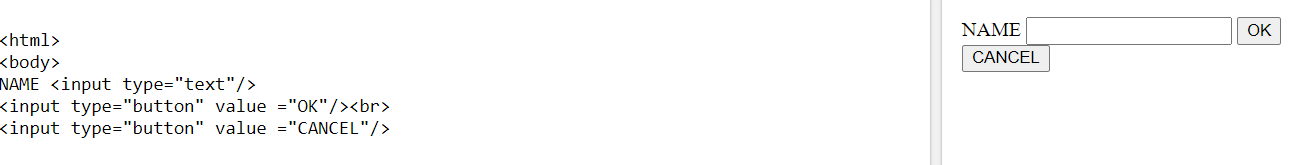 <html>
<body>
NAME <input type="text"/>
<input type="button" value ="OK"/><br>
<input type="button" value ="CANCEL"/>
NAME OK
CANCEL